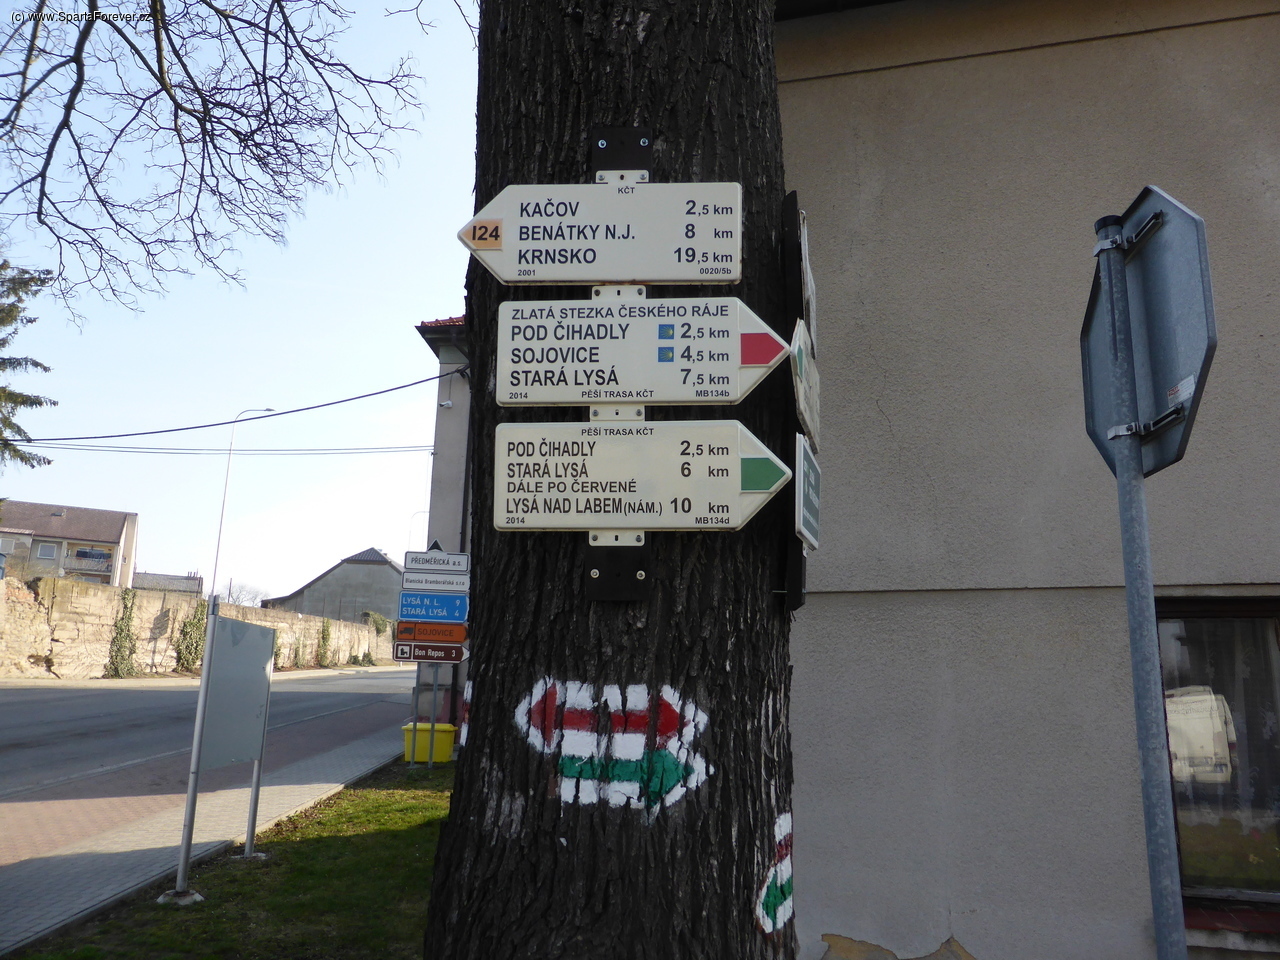 (c) www.SpartaForever.cz
KČT
124
KAČOV 2,5 km
BENÁTKY N.J. 8 km
KRNSKO 19,5 km
2001 0020/5b
ZLATÁ STEZKA ČESKÉHO RÁJE
POD ČIHADLY 2,5 km
SOJOVICE 4,5 km
STARÁ LYSÁ 7,5 km
2014 PĚŠÍ TRASA KČT MB134b
PĚŠÍ TRASA KČT
POD ČIHADLY 2,5 km
STARÁ LYSÁ 6 km
DÁLE PO ČERVENÉ
LYSÁ NAD LABEM (NÁM.) 10 km
2014 MB134d
PŘEDMĚŘICKÁ a.s.
Blanická Bramborářská s.r.o
LYSÁ N. L. 9
STARÁ LYSÁ 4
SOJOVICE
Bon Repos 3